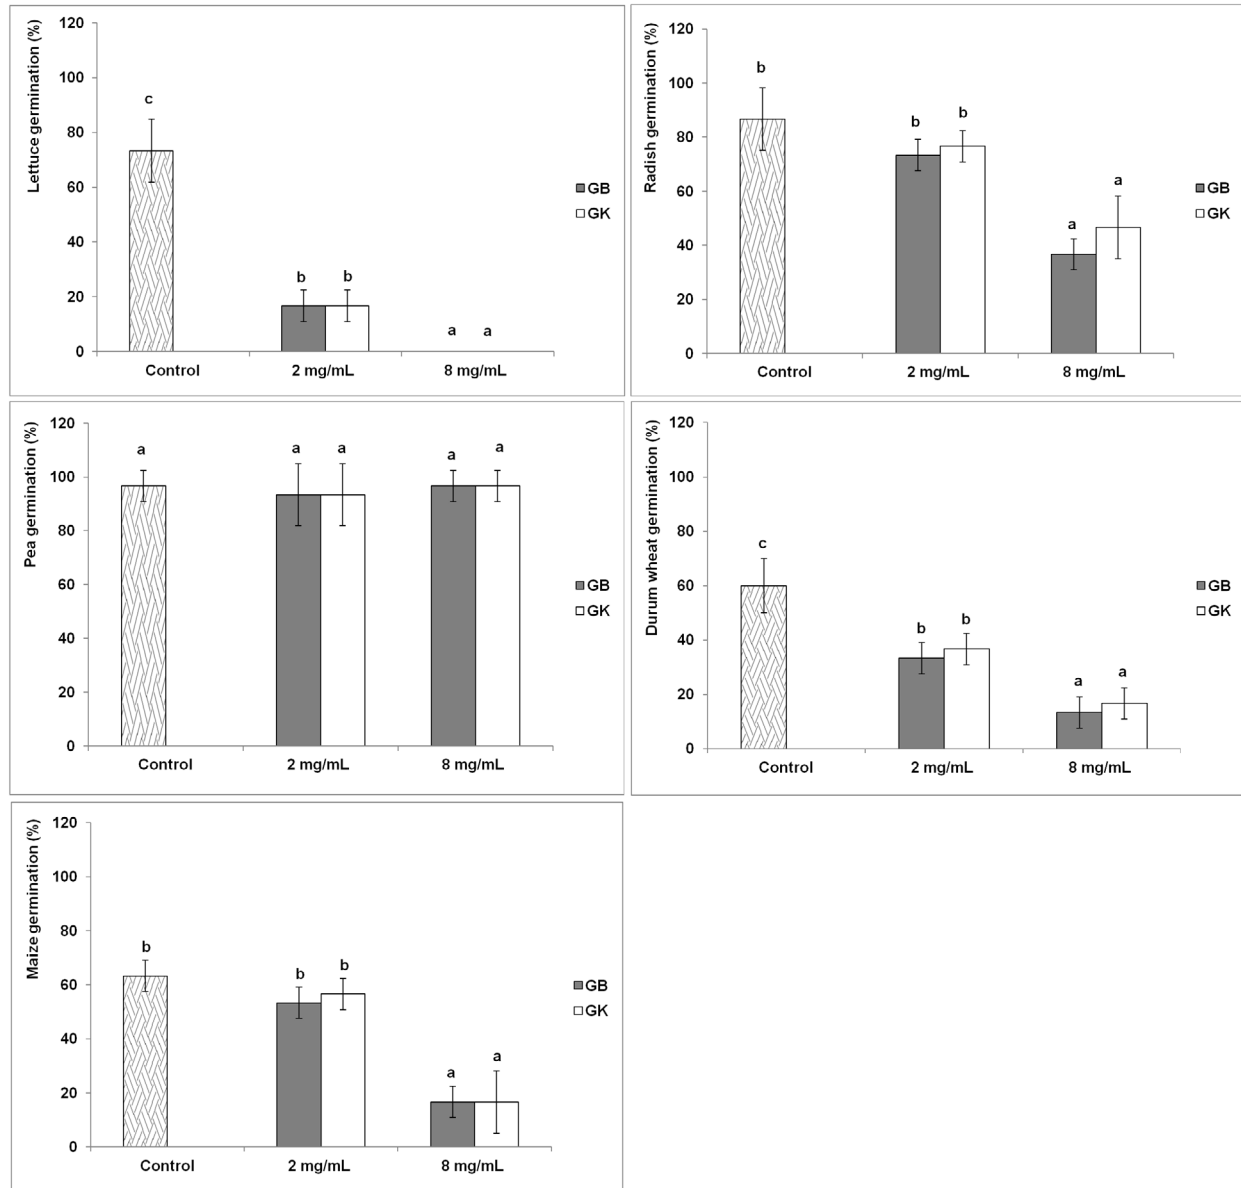 Lettuce germination (%)
120
100
80
60
40
20
0
c
b b
a a
Control 2 mg/mL 8 mg/mL
GB
GK
Radish germination (%)
120
100
80
60
40
20
0
b
b b
a a
Control 2 mg/mL 8 mg/mL
GB
GK
Pea germination (%)
120
100
80
60
40
20
0
a a a a a
Control 2 mg/mL 8 mg/mL
GB
GK
Durum wheat germination (%)
120
100
80
60
40
20
0
c
b b
a a
Control 2 mg/mL 8 mg/mL
GB
GK
Maize germination (%)
120
100
80
60
40
20
0
b
b b
a a
Control 2 mg/mL 8 mg/mL
GB
GK